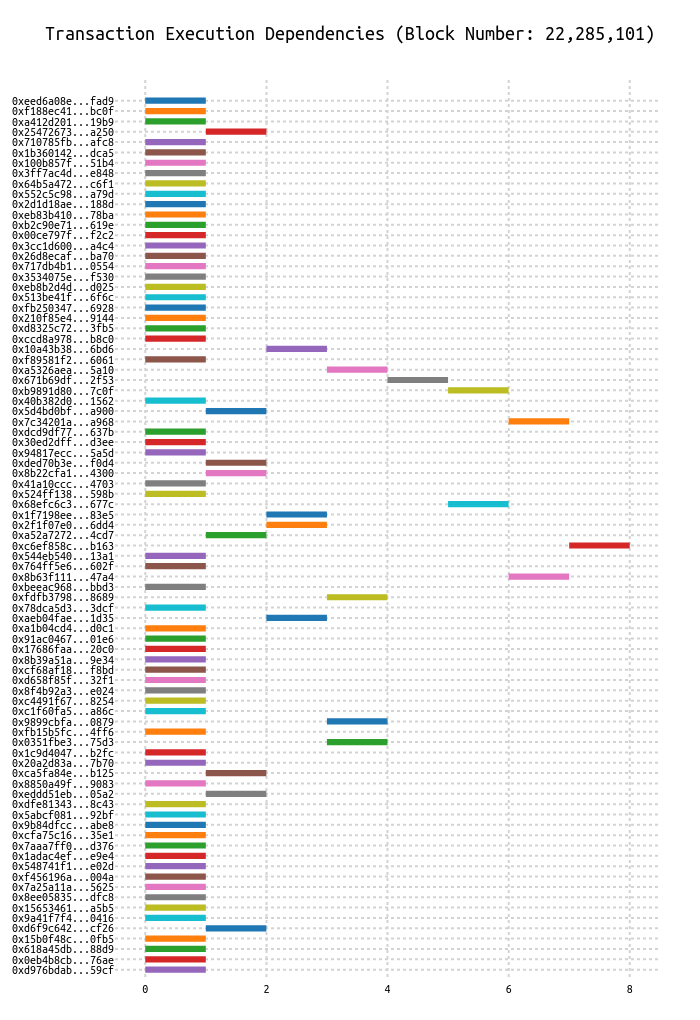 Transaction Execution Dependencies (Block Number: 22,285,101)
0xeed6a08e...fad9
0xf188ec41...bc0f
0xa412d201...19b9
0x25472673...a250
0x710785fb...afc8
0x1b360142...dca5
0x100b857f...51b4
0x3ff7ac4d...e848
0x64b5a472...c6f1
0x552c5c98...a79d
0x2d1d18ae...188d
0xeb83b410...78ba
0xb2c90e71...619e
0x00ce797f...f2c2
0x3cc1d600...a4c4
0x26d8ecaf...ba70
0x717db4b1...0554
0x3534075e...f530
0xeb8b2d4d...d025
0x513be41f...6f6c
0xfb250347...6928
0x210f85e4...9144
0xd8325c72...3fb5
0xccd8a978...b8c0
0x10a43b38...6bd6
0xf89581f2...6061
0xa5326aea...5a10
0x671b69df...2f53
0xb9891d80...7c0f
0x40b382d0...1562
0x5d4bd0bf...a900
0x7c34201a...a968
0xdcd9df77...637b
0x30ed2dff...d3ee
0x94817ecc...5a5d
0xded70b3e...f0d4
0x8b22cfa1...4300
0x41a10ccc...4703
0x524ff138...598b
0x68efc6c3...677c
0x1f7198ee...83e5
0x2f1f07e0...6dd4
0xa52a7272...4cd7
0xc6ef858c...b163
0x544eb540...13a1
0x764ff5e6...602f
0x8b63f111...47a4
0xbeeac968...bbd3
0xfdfb3798...8689
0x78dca5d3...3dcf
0xaeb04fae...1d35
0xa1b04cd4...d0c1
0x91ac0467...01e6
0x17686faa...20c0
0x8b39a51a...9e34
0xcf68af18...f8bd
0xd658f85f...32f1
0x8f4b92a3...e024
0xc4491f67...8254
0xc1f60fa5...a86c
0x9899cbfa...0879
0xfb15b5fc...4ff6
0x0351fbe3...75d3
0x1c9d4047...b2fc
0x20a2d83a...7b70
0xca5fa84e...b125
0x8850a49f...9083
0xeddd51eb...05a2
0xdfe81343...8c43
0x5abcf081...92bf
0x9b84dfcc...abe8
0xcfa75c16...35e1
0x7aaa7ff0...d376
0x1adac4ef...e9e4
0x548741f1...e02d
0xf456196a...004a
0x7a25a11a...5625
0x8ee05835...dfc8
0x15653461...a5b5
0x9a41f7f4...0416
0xd6f9c642...cf26
0x15b0f48c...0fb5
0x618a45db...88d9
0x0eb4b8cb...76ae
0xd976bdab...59cf
0 2 4 6 8